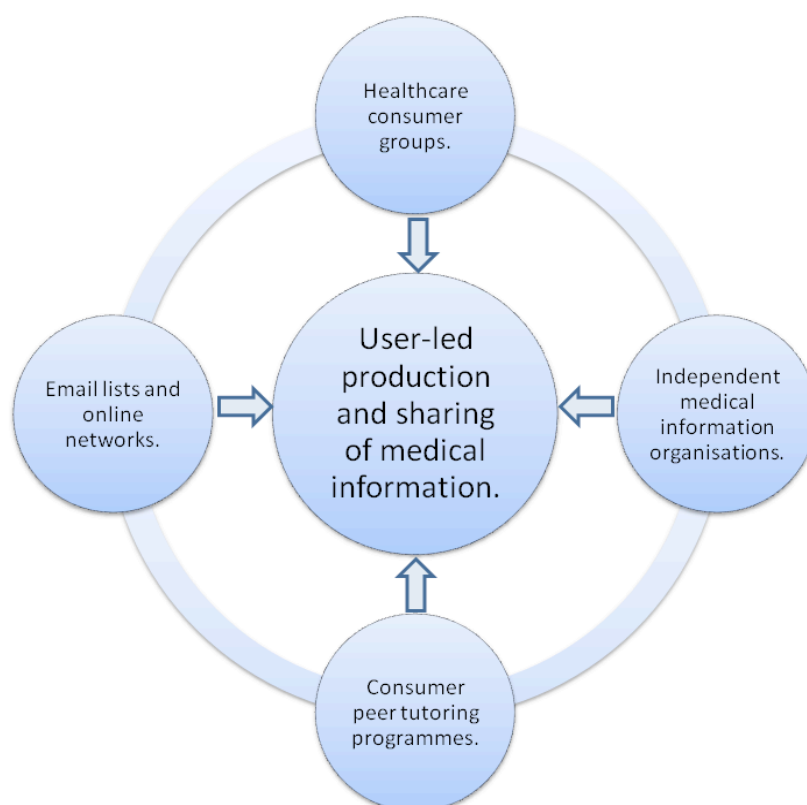 Healthcare
consumer
groups.
User-led
production
and sharing
of medical
information.
Email lists and
online
networks.
Independent
medical
information
organisations.
Consumer
peer tutoring
programmes.